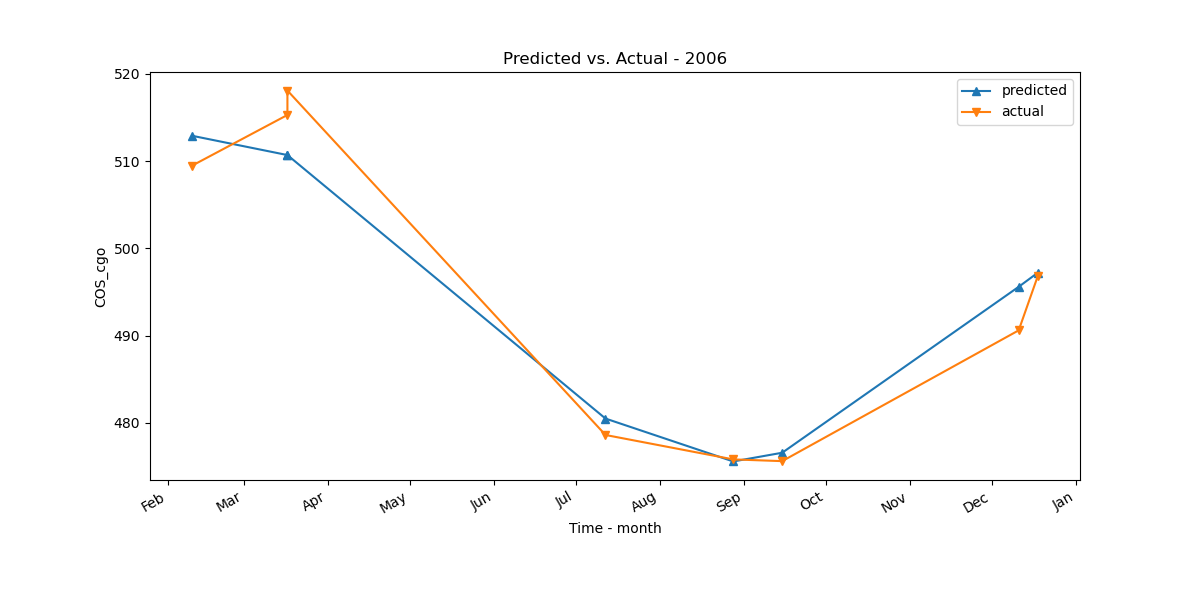 Predicted vs. Actual - 2006
predicted
actual
520
510
500
490
480
COS_cgo
Feb
Mar
Apr
May
Jun
Jul
Aug
Sep
Oct
Nov
Dec
Jan
Time - month